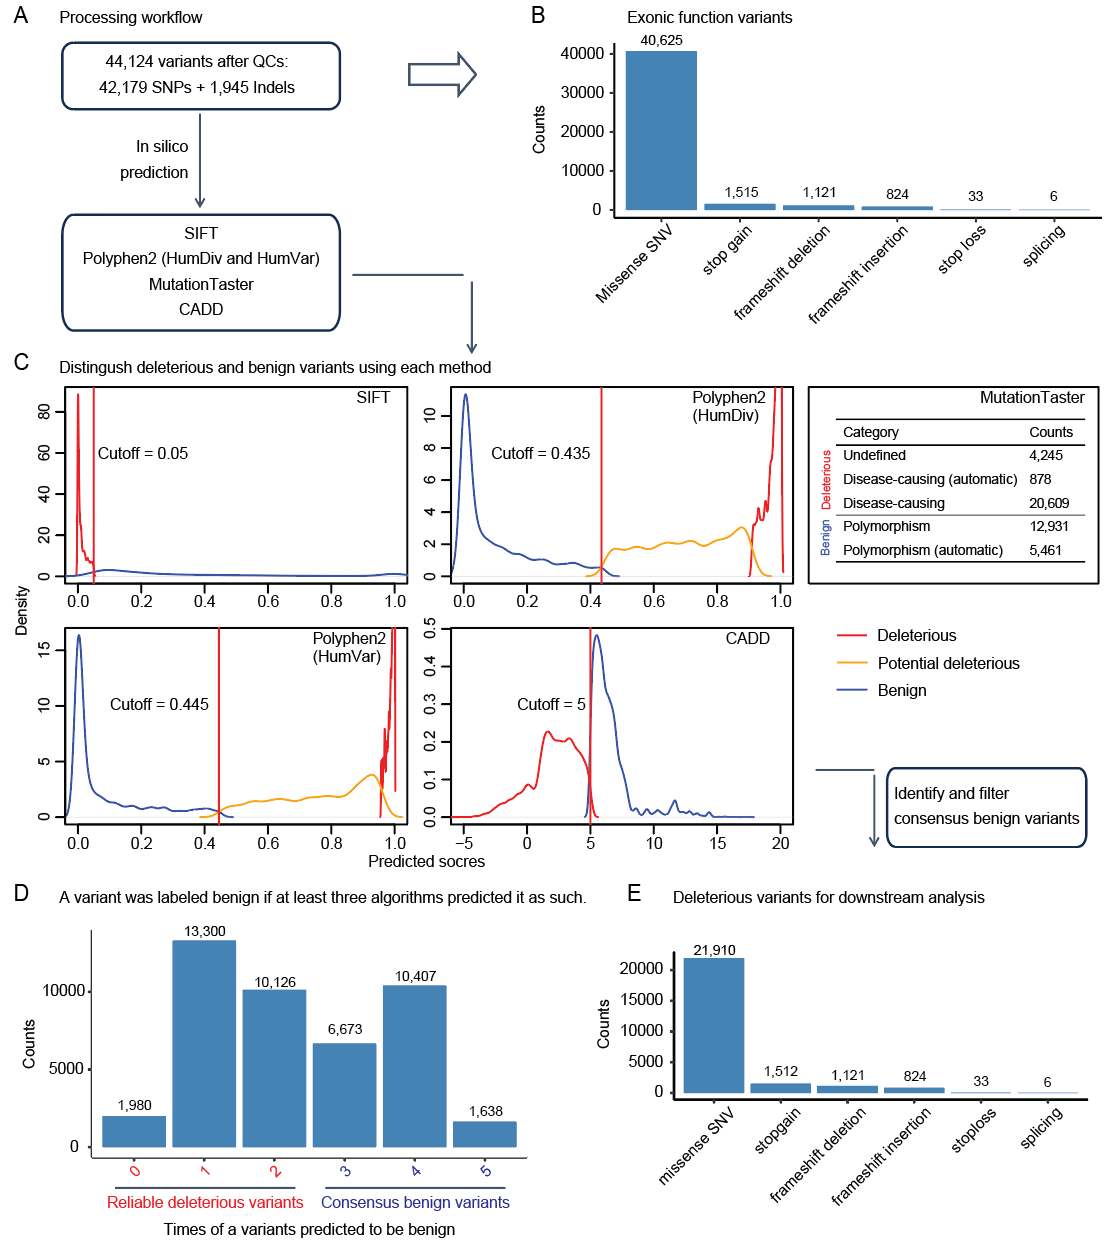 A Processing workflow
44,124 variants after QCs:
42,179 SNPs + 1,945 Indels
In silico
prediction
SIFT
Polyphen2 (HumDiv and HumVar)
MutationTaster
CADD
B Exonic function variants
Counts
40000
30000
20000
10000
0
40,625
1,515
1,121
824
33
6
Missense SNV
stop gain
frameshift deletion
frameshift insertion
stop loss
splicing
C Distingush deleterious and benign variants using each method
Density
SIFT
Cutoff = 0.05
80
60
40
20
0
0.0 0.2 0.4 0.6 0.8 1.0
Polyphen2
(HumDiv)
Cutoff = 0.435
10
8
6
4
2
0
0.0 0.2 0.4 0.6 0.8 1.0
MutationTaster
Category Counts
Undefined 4,245
Disease-causing (automatic) 878
Disease-causing 20,609
Polymorphism 12,931
Polymorphism (automatic) 5,461
Deleterious
Benign
Polyphen2
(HumVar)
Cutoff = 0.445
15
10
5
0
0.0 0.2 0.4 0.6 0.8 1.0
CADD
Cutoff = 5
0.5
0.4
0.3
0.2
0.1
0.0
−5 0 5 10 15 20
Predicted socres
Deleterious
Potential deleterious
Benign
Identify and filter
consensus benign variants
D A variant was labeled benign if at least three algorithms predicted it as such.
Counts
10000
5000
0
1,980
13,300
10,126
6,673
10,407
1,638
0 1 2 3 4 5
Reliable deleterious variants Consensus benign variants
Times of a variants predicted to be benign
E Deleterious variants for downstream analysis
Counts
20000
15000
10000
5000
0
21,910
1,512
1,121
824
33
6
missense SNV
stopgain
frameshift deletion
frameshift insertion
stoploss
splicing